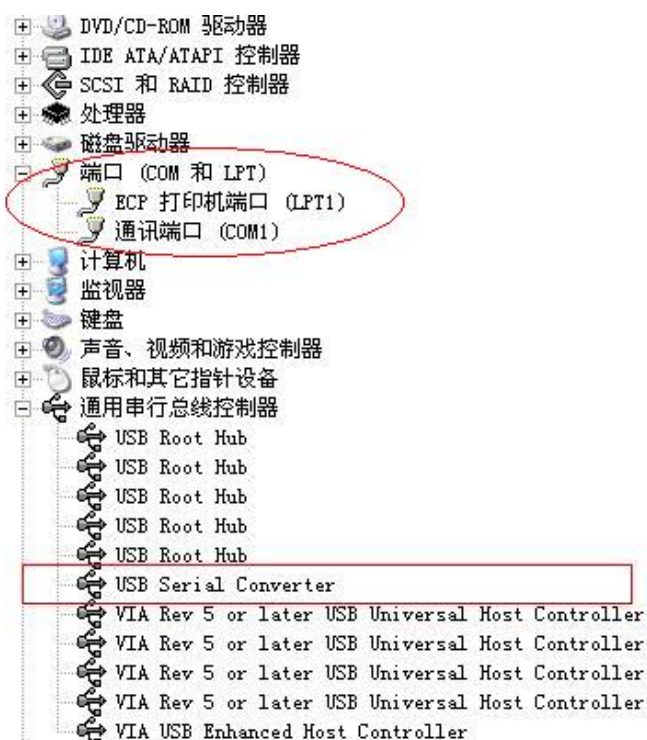 DVD/CD-ROM 驱动器
IDE ATA/ATAPI 控制器
SCSI 和 RAID 控制器
处理器
磁盘驱动器
端口 (COM 和 LPT)
ECP 打印机端口 (LPT1)
通讯端口 (COM1)
计算机
监视器
键盘
声音、视频和游戏控制器
鼠标和其它指针设备
通用串行总线控制器
USB Root Hub
USB Root Hub
USB Root Hub
USB Root Hub
USB Root Hub
USB Serial Converter
VIA Rev 5 or later USB Universal Host Controller
VIA Rev 5 or later USB Universal Host Controller
VIA Rev 5 or later USB Universal Host Controller
VIA Rev 5 or later USB Universal Host Controller
VIA USB Enhanced Host Controller